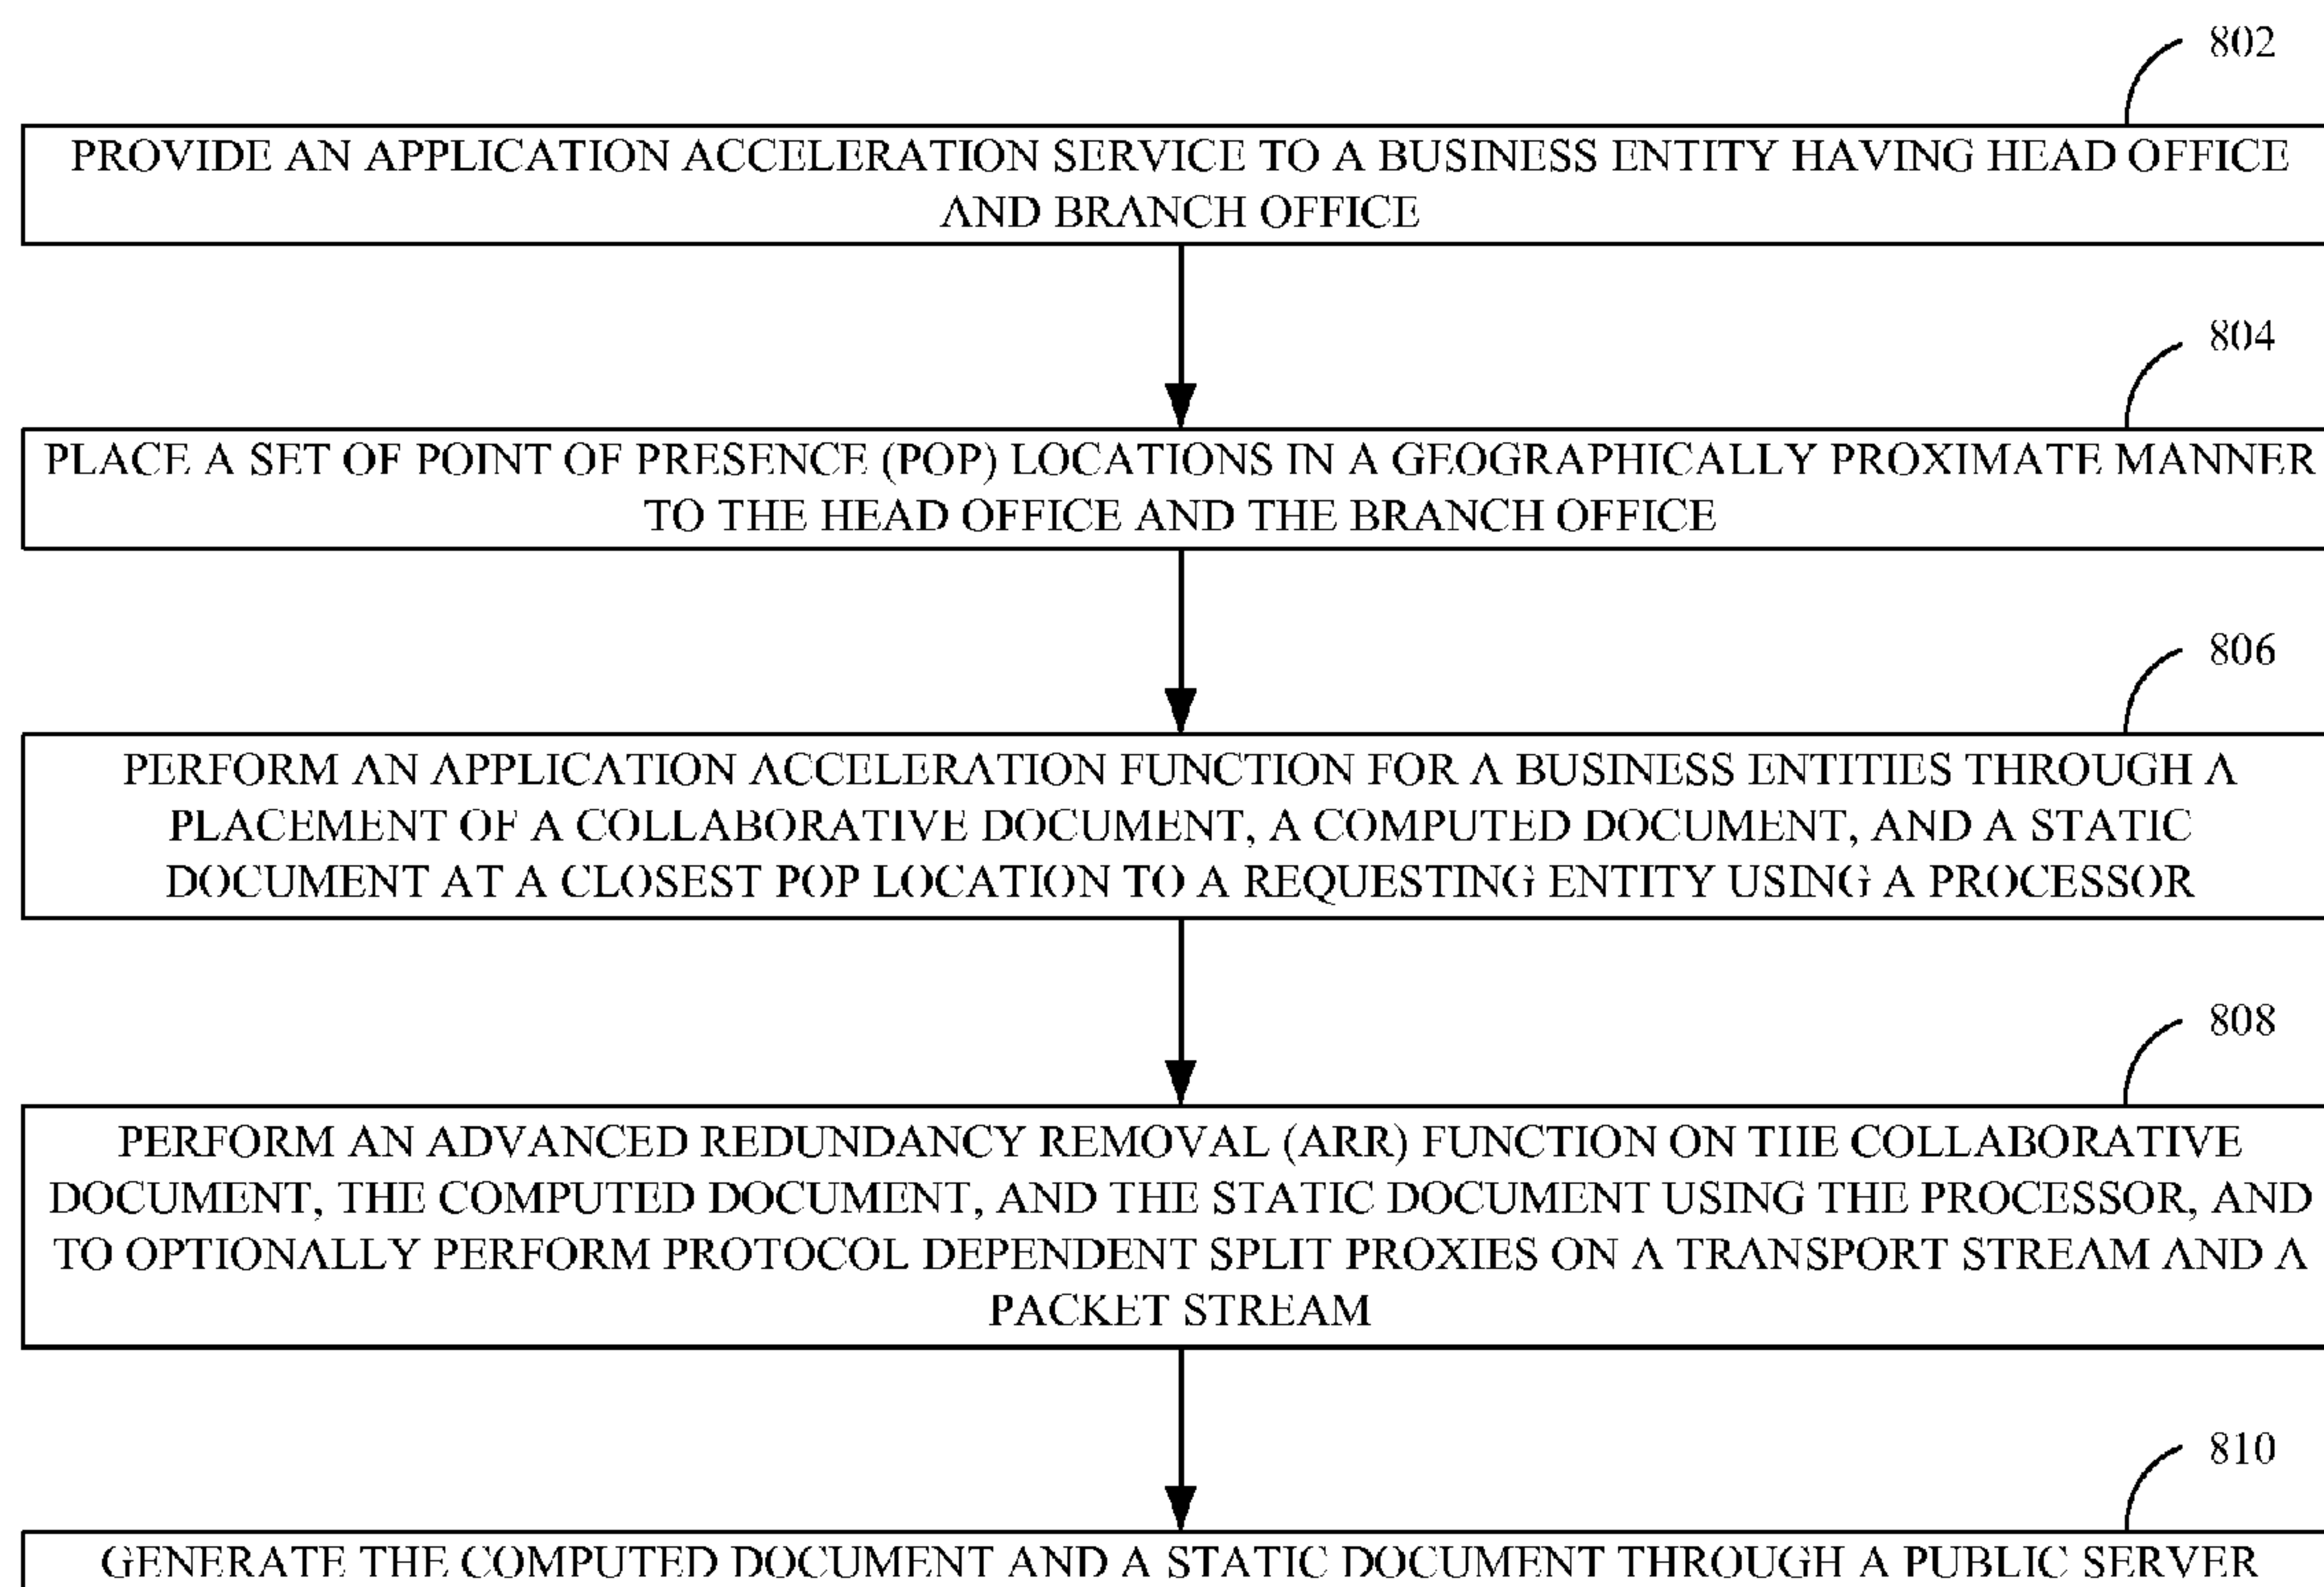 802
PROVIDE AN APPLICATION ACCELERATION SERVICE TO A BUSINESS ENTITY HAVING HEAD OFFICE
AND BRANCH OFFICE
804
PLACE A SET OF POINT OF PRESENCE (POP) LOCATIONS IN A GEOGRAPHICALLY PROXIMATE MANNER
TO THE HEAD OFFICE AND THE BRANCH OFFICE
806
PERFORM AN APPLICATION ACCELERATION FUNCTION FOR A BUSINESS ENTITIES THROUGH A
PLACEMENT OF A COLLABORATIVE DOCUMENT, A COMPUTED DOCUMENT, AND A STATIC
DOCUMENT AT A CLOSEST POP LOCATION TO A REQUESTING ENTITY USING A PROCESSOR
808
PERFORM AN ADVANCED REDUNDANCY REMOVAL (ARR) FUNCTION ON THE COLLABORATIVE
DOCUMENT, THE COMPUTED DOCUMENT, AND THE STATIC DOCUMENT USING THE PROCESSOR, AND
TO OPTIONALLY PERFORM PROTOCOL DEPENDENT SPLIT PROXIES ON A TRANSPORT STREAM AND A
PACKET STREAM
810
GENERATE THE COMPUTED DOCUMENT AND A STATIC DOCUMENT THROUGH A PUBLIC SERVER